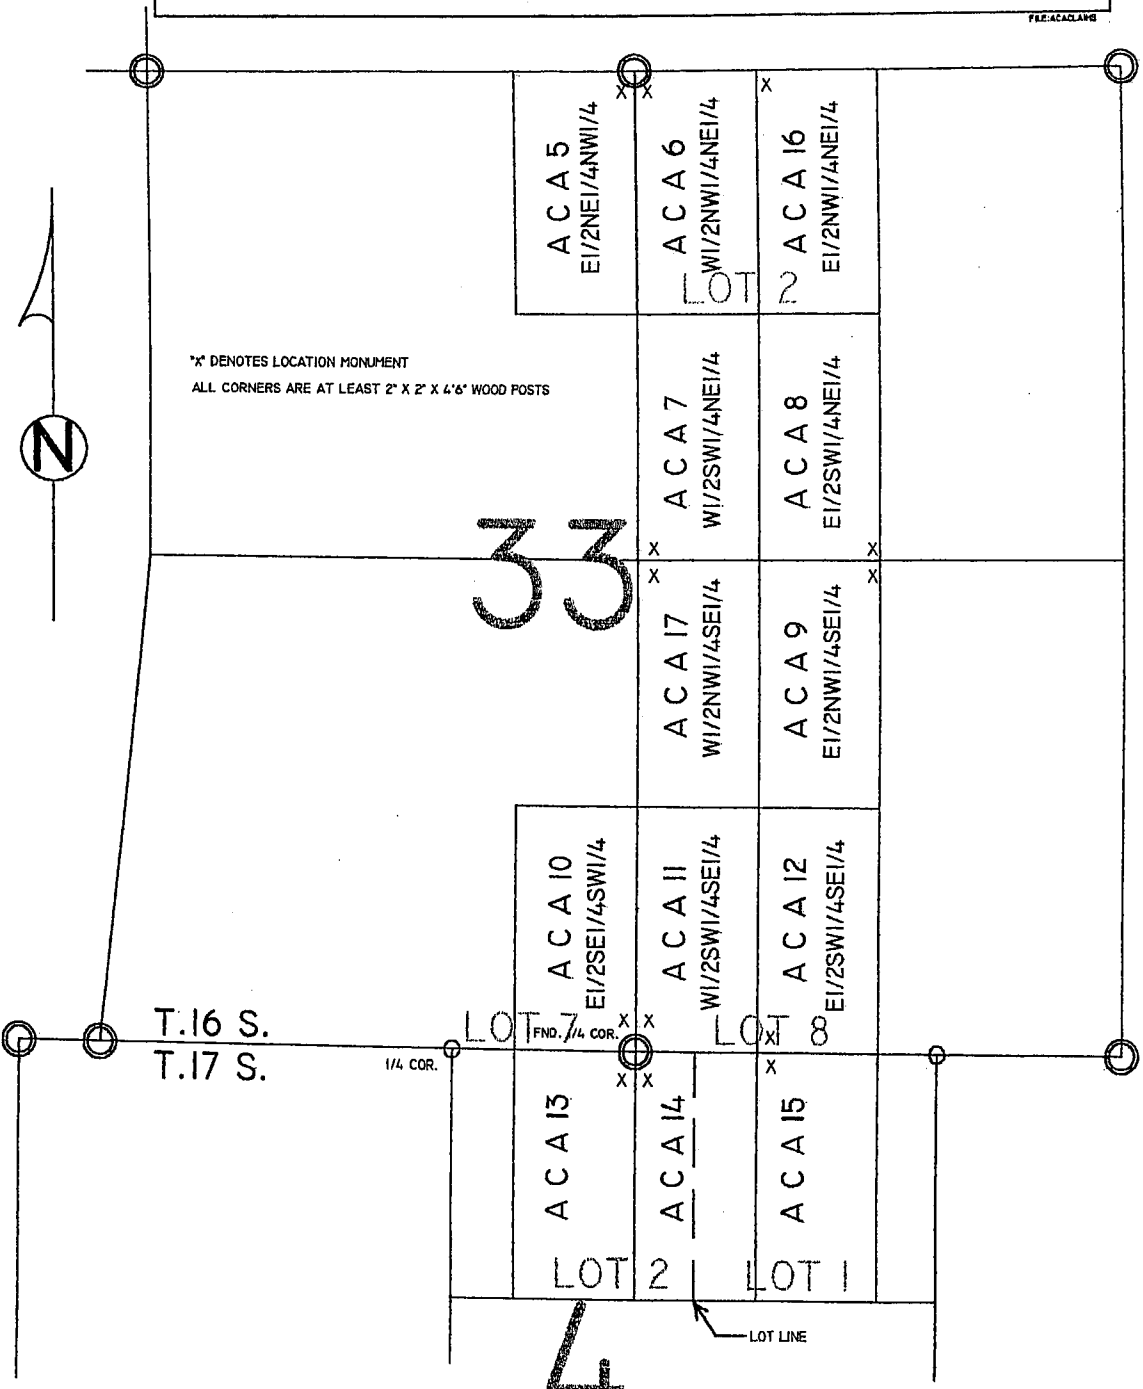 FILE:ACACLAIMS
X X
X
A C A 5
E1/2NE1/4NW1/4
A C A 6
W1/2NW1/4NE1/4
A C A 16
E1/2NW1/4NE1/4
LOT 2
"X" DENOTES LOCATION MONUMENT
ALL CORNERS ARE AT LEAST 2" X 2" X 4'6" WOOD POSTS
N
A C A 7
W1/2SW1/4NE1/4
A C A 8
E1/2SW1/4NE1/4
33
X
X
X
X
A C A 17
W1/2NW1/4SE1/4
A C A 9
E1/2NW1/4SE1/4
A C A 10
E1/2SE1/4SW1/4
A C A 11
W1/2SW1/4SE1/4
A C A 12
E1/2SW1/4SE1/4
T.16 S.
LOT 7
FND. 1/4 COR.
X X
LOT 8
X
T.17 S.
1/4 COR.
X X
X
A C A 13
A C A 14
A C A 15
LOT 2
LOT 1
LOT LINE
4